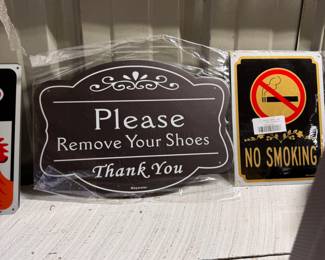 Please
Remove Your Shoes
Thank You
NO SMOKING